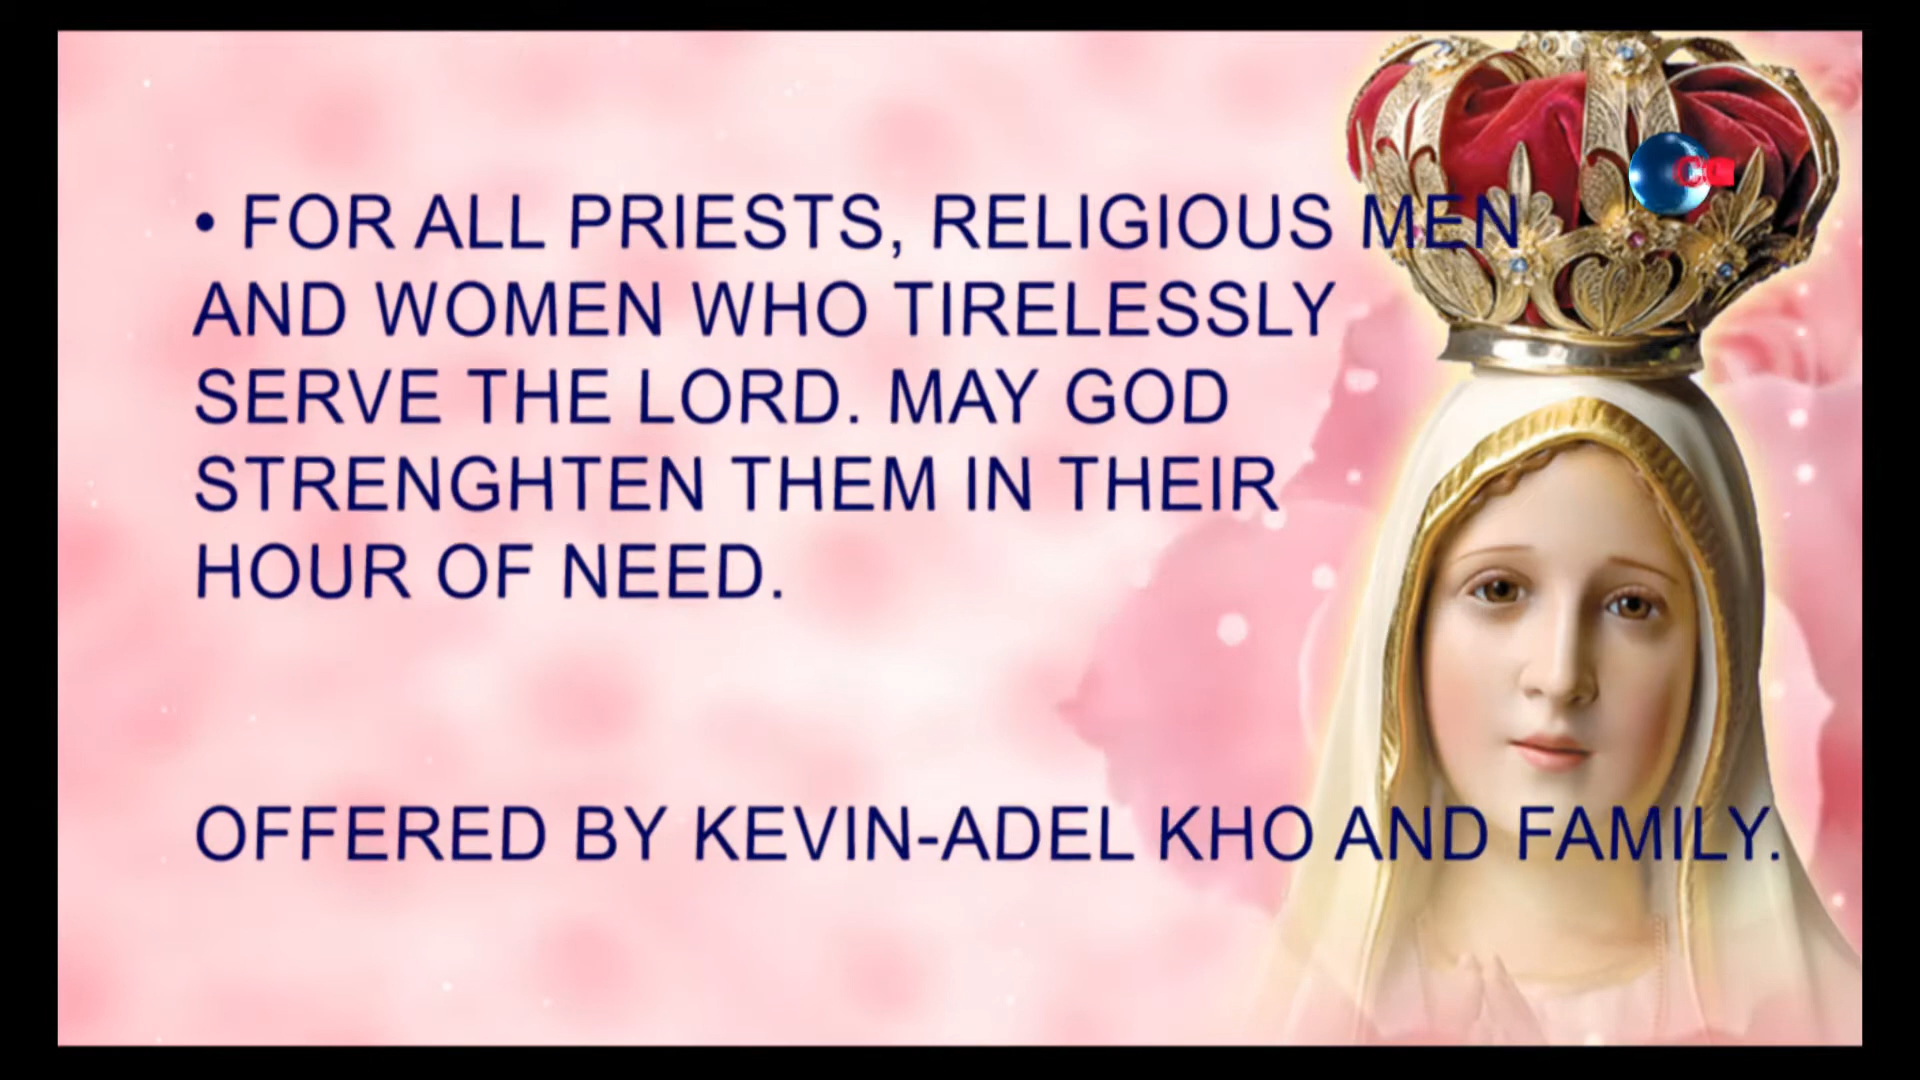 • FOR ALL PRIESTS, RELIGIOUS MEN
AND WOMEN WHO TIRELESSLY
SERVE THE LORD. MAY GOD
STRENGHTEN THEM IN THEIR
HOUR OF NEED.
OFFERED BY KEVIN-ADEL KHO AND FAMILY.